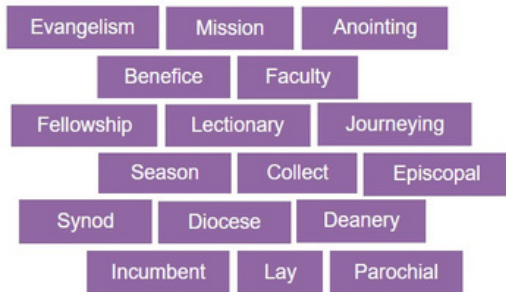 Evangelism Mission Anointing
Benefice Faculty
Fellowship Lectionary Journeying
Season Collect Episcopal
Synod Diocese Deanery
Incumbent Lay Parochial